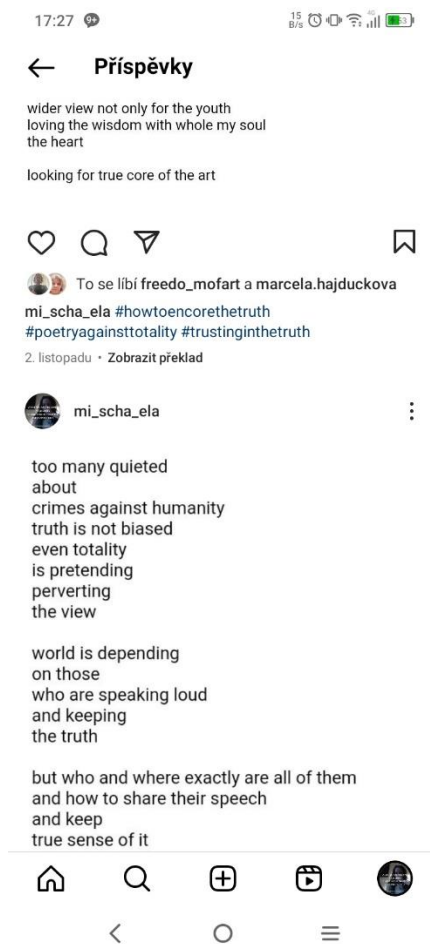 17:27 9+ 15 B/s 4G 53
Příspěvky
wider view not only for the youth
loving the wisdom with whole my soul
the heart
looking for true core of the art
To se líbí freedo_mofart a marcela.hajduckova
mi_scha_ela #howtoencorethetruth
#poetryagainsttotality #trustinginthetruth
2. listopadu • Zobrazit překlad
mi_scha_ela
too many quieted
about
crimes against humanity
truth is not biased
even totality
is pretending
perverting
the view
world is depending
on those
who are speaking loud
and keeping
the truth
but who and where exactly are all of them
and how to share their speech
and keep
true sense of it